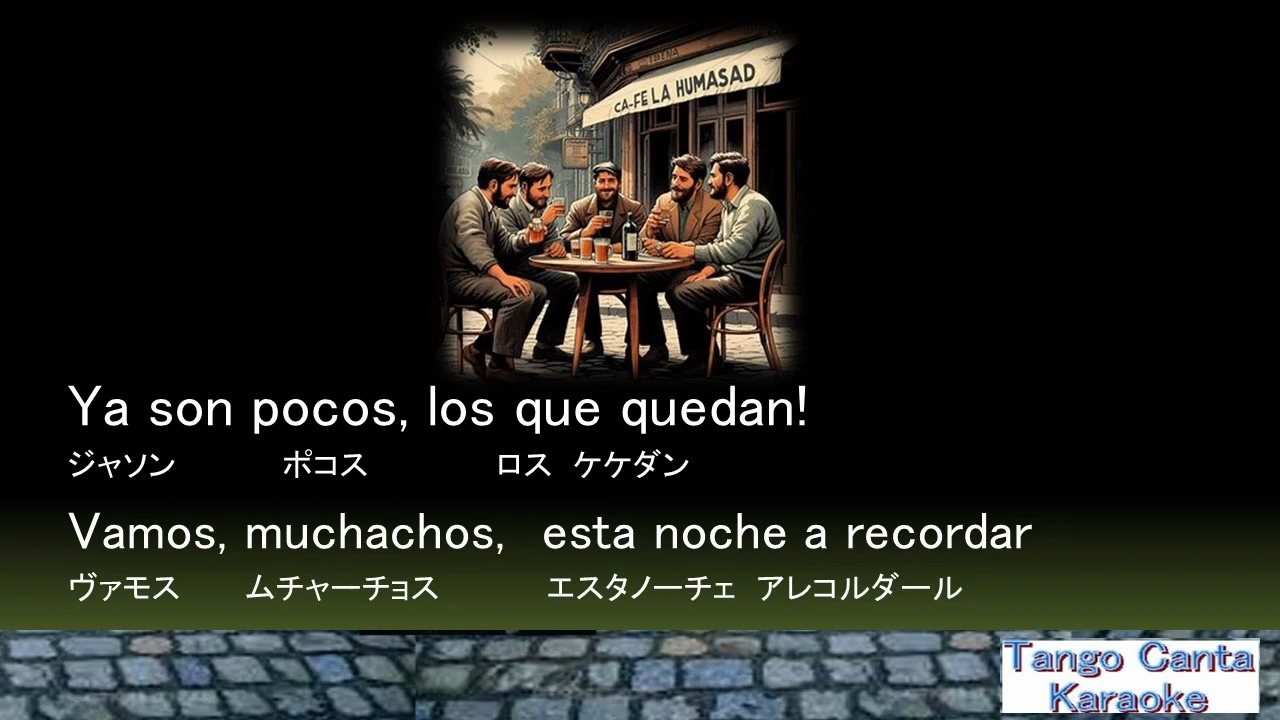 CA-FE LA HUMASAD
Ya son pocos, los que quedan!
ジャソン ポコス ロス ケケダン
Vamos, muchachos, esta noche a recordar
ヴァモス ムチャーチョス エスタノーチェ アレコルダール
Tango Canta
Karaoke